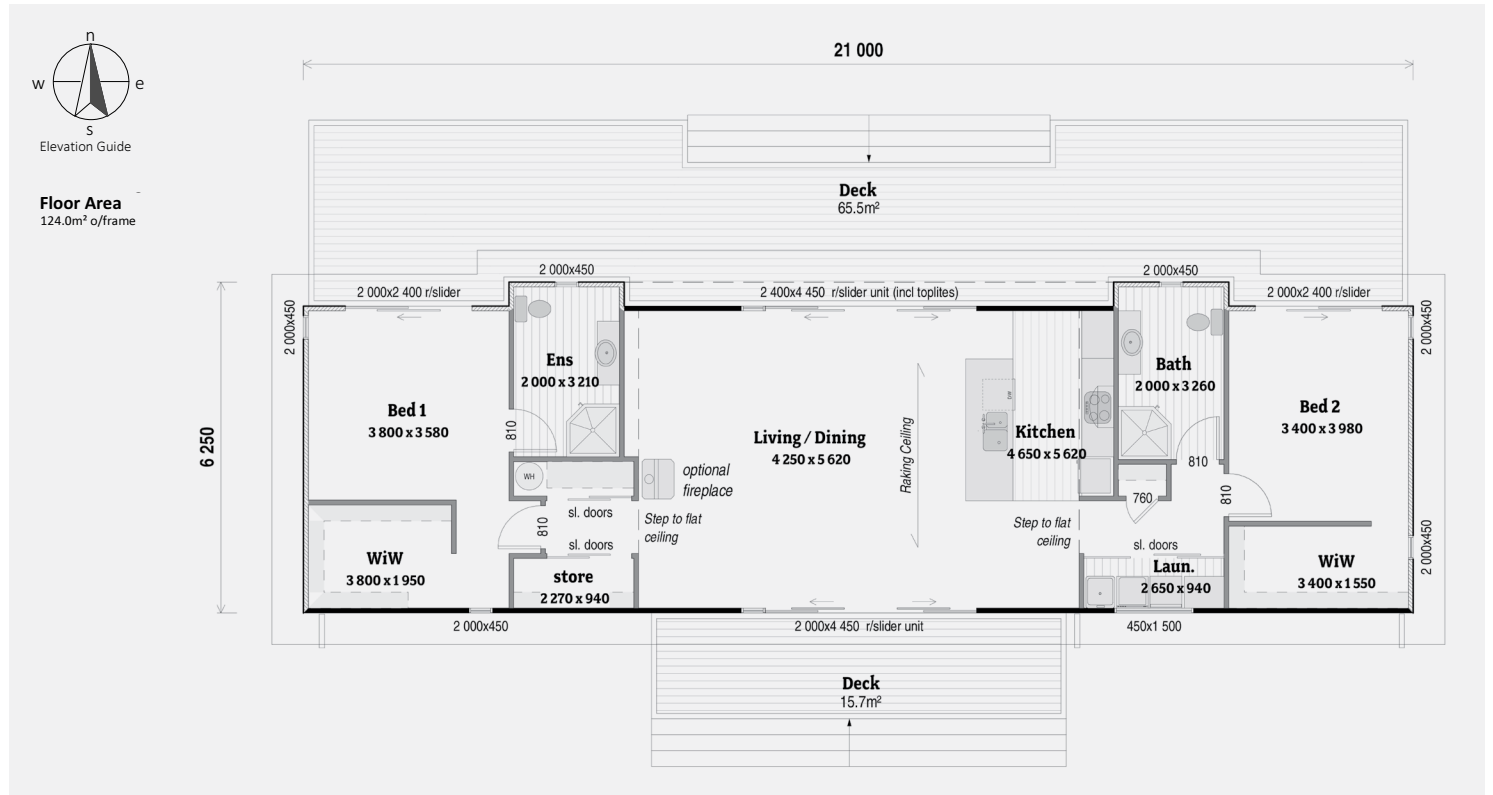 n
w
e
s
Elevation Guide
Floor Area
124.0m² o/frame
21 000
Deck
65.5m²
2 000x450
2 000x450
2 000x2 400 r/slider
2 400x4 450 r/slider unit (incl toplites)
2 000x2 400 r/slider
2 000x450
2 000x450
6 250
Ens
2 000 x 3 210
Bath
2 000 x 3 260
Bed 1
3 800 x 3 580
810
Living / Dining
4 250 x 5 620
Raking Ceiling
DW
Kitchen
4 650 x 5 620
Bed 2
3 400 x 3 980
810
WH
optional
fireplace
760
810
sl. doors
810
Step to flat
ceiling
Step to flat
ceiling
sl. doors
sl. doors
WiW
3 800 x 1 950
store
2 270 x 940
Laun.
2 650 x 940
WiW
3 400 x 1 550
2 000x450
2 000x450
2 000x4 450 r/slider unit
450x1 500
Deck
15.7m²